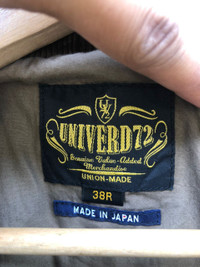 UNIVERD72
Genuine Value-Added
Merchandise
UNION-MADE
38R
MADE IN JAPAN